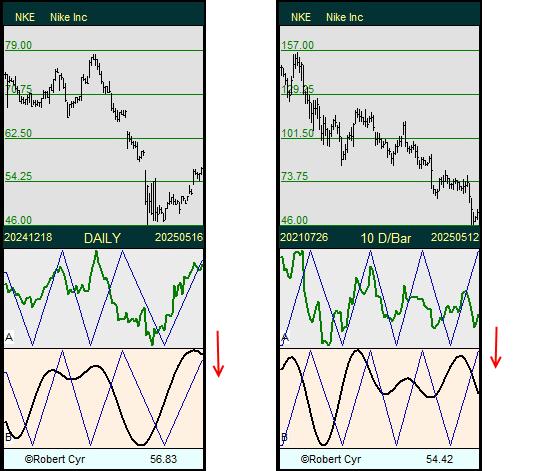 NKE Nike Inc
79.00
70.75
62.50
54.25
46.00
20241218 DAILY 20250516
A
B
©Robert Cyr 56.83
NKE Nike Inc
157.00
129.25
101.50
73.75
46.00
20210726 10 D/Bar 20250512
A
B
©Robert Cyr 54.42